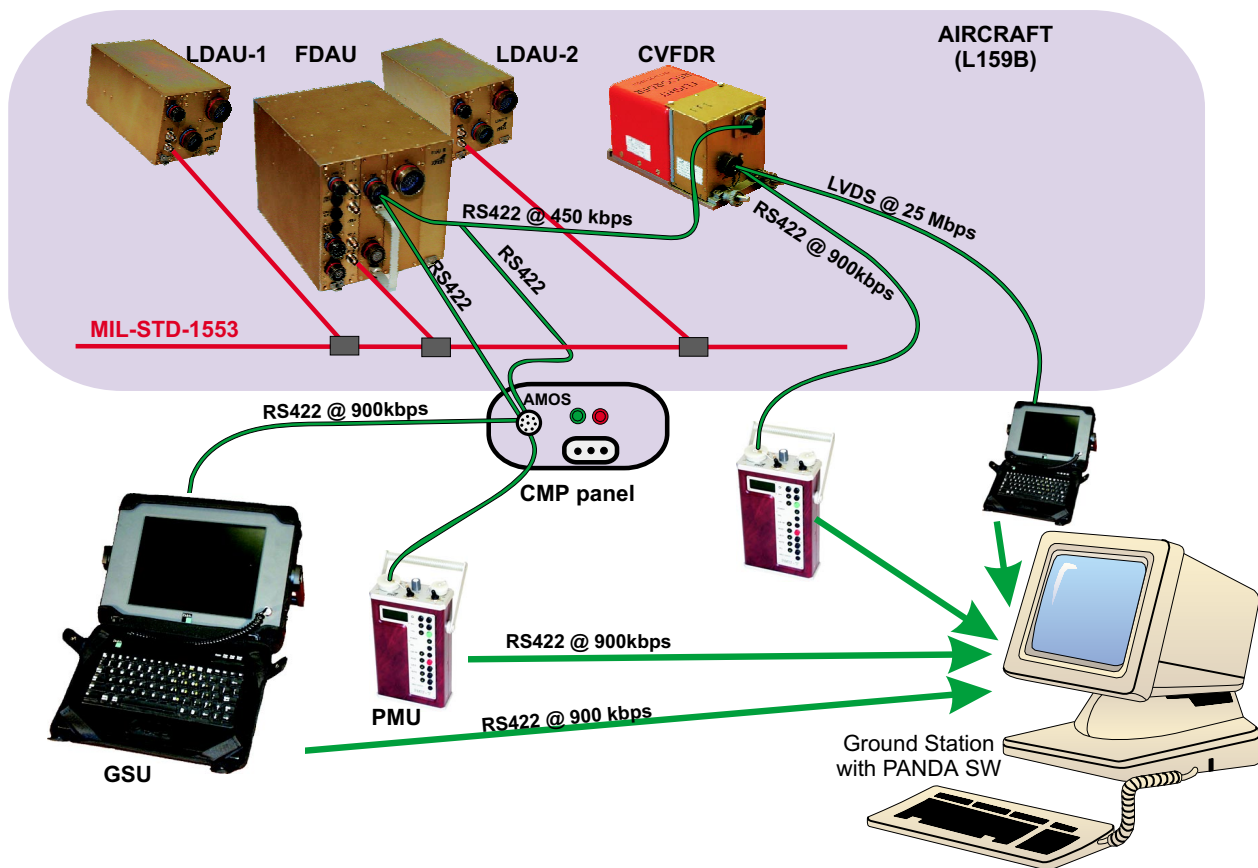 LDAU-1
FDAU
LDAU-2
CVFDR
AIRCRAFT
(L159B)
FLIGHT
RECORDER
RS422 @ 450 kbps
LVDS @ 25 Mbps
RS422 @ 900kbps
RS422
RS422
MIL-STD-1553
AMOS
RS422 @ 900kbps
CMP panel
RS422 @ 900kbps
PMU
RS422 @ 900 kbps
GSU
Ground Station
with PANDA SW